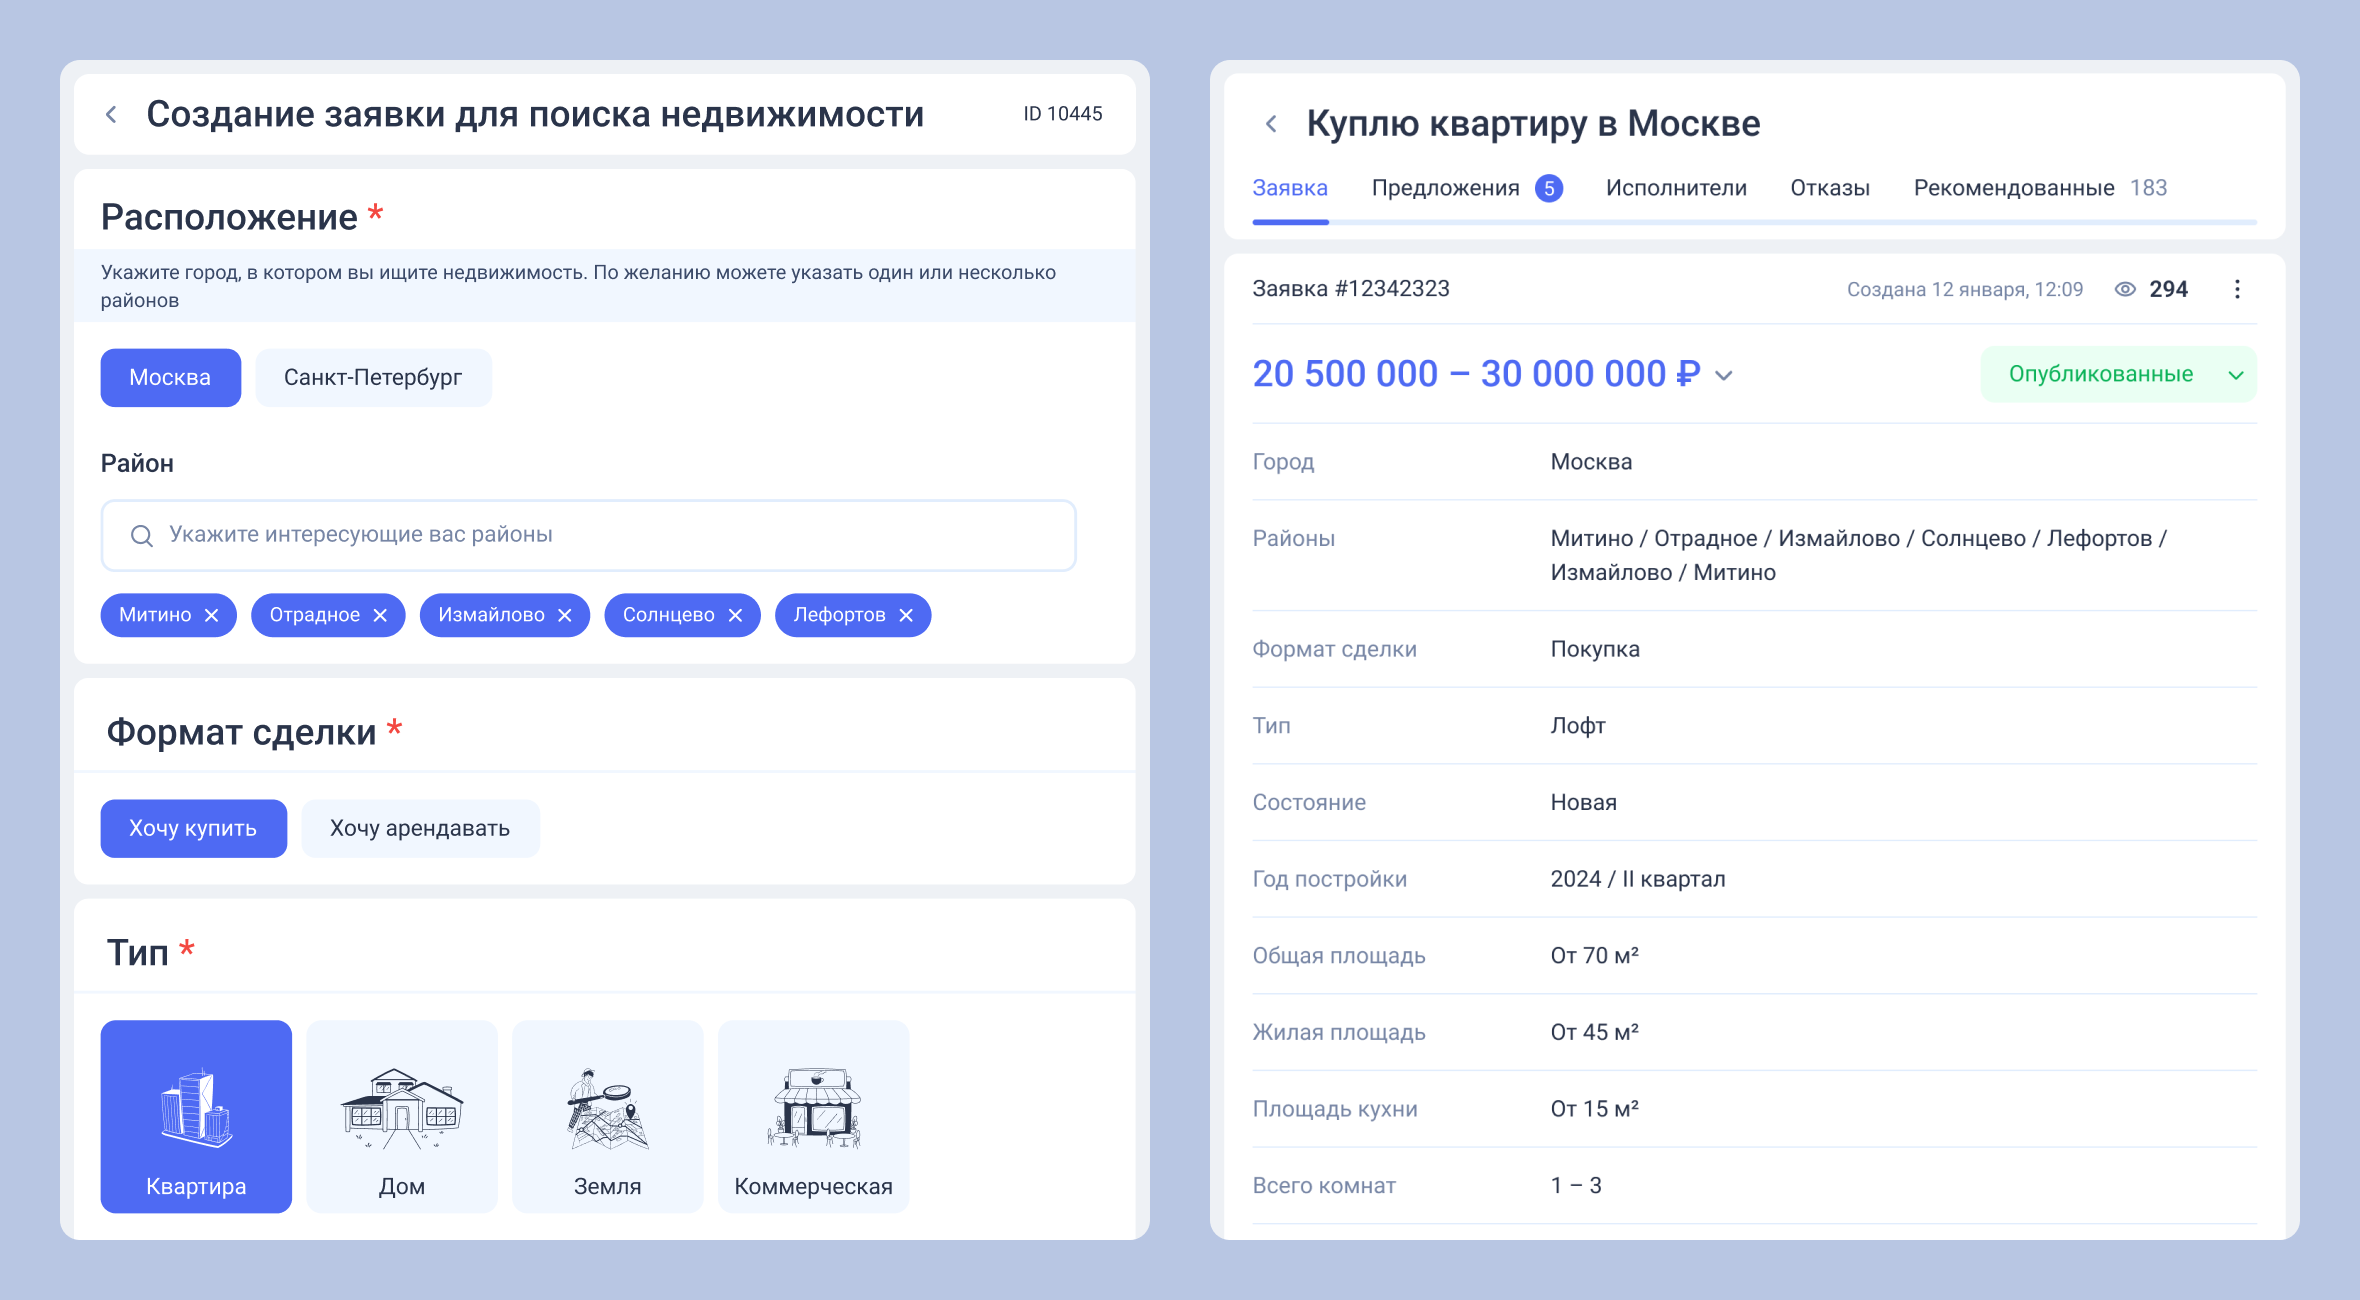 Создание заявки для поиска недвижимости
ID 10445
Расположение *
Укажите город, в котором вы ищите недвижимость. По желанию можете указать один или несколько
районов
Москва
Санкт-Петербург
Район
Укажите интересующие вас районы
Митино
Отрадное
Измайлово
Солнцево
Лефортов
Формат сделки *
Хочу купить
Хочу арендавать
Тип *
Квартира
Дом
Земля
Коммерческая
Куплю квартиру в Москве
Заявка
Предложения 5
Исполнители
Отказы
Рекомендованные 183
Заявка #12342323
Создана 12 января, 12:09
294
20 500 000 – 30 000 000 ₽
Опубликованные
Город
Москва
Районы
Митино / Отрадное / Измайлово / Солнцево / Лефортов /
Измайлово / Митино
Формат сделки
Покупка
Тип
Лофт
Состояние
Новая
Год постройки
2024 / II квартал
Общая площадь
От 70 м²
Жилая площадь
От 45 м²
Площадь кухни
От 15 м²
Всего комнат
1 – 3